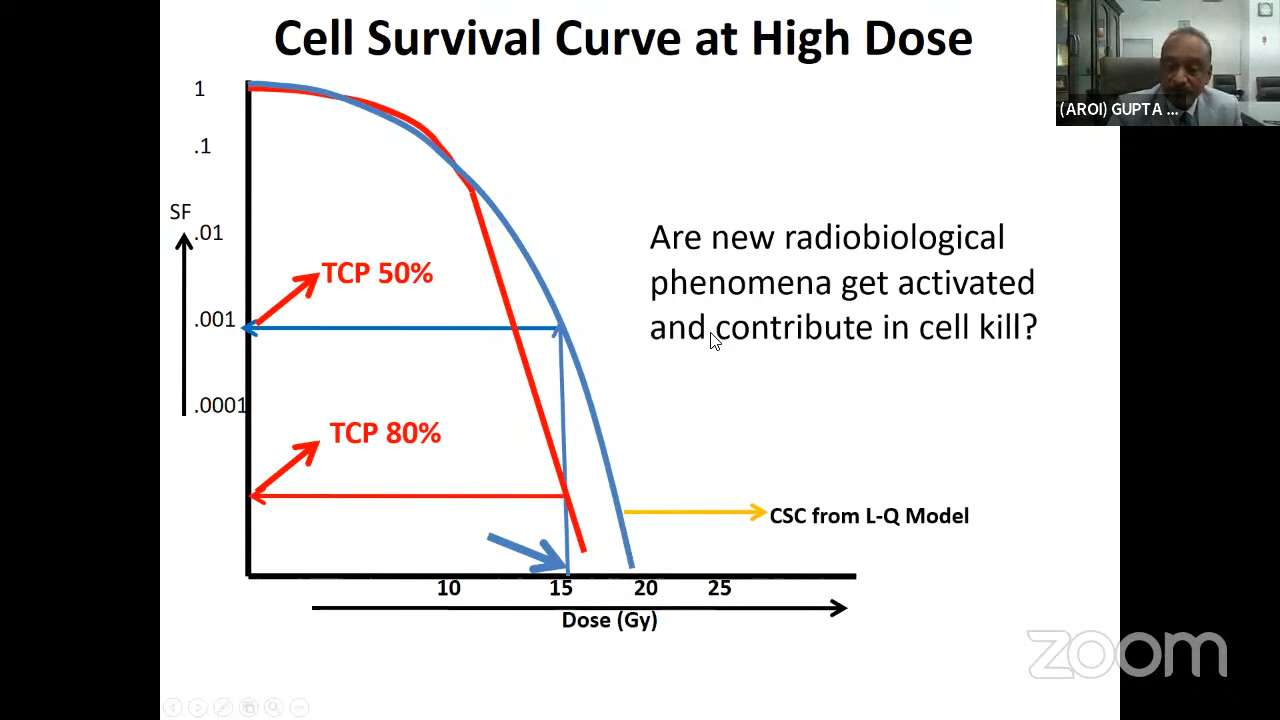 Cell Survival Curve at High Dose
(AROI) GUPTA ...
1
.1
SF
.01
Are new radiobiological
phenomena get activated
and contribute in cell kill?
TCP 50%
.001
.0001
TCP 80%
CSC from L-Q Model
10 15 20 25
Dose (Gy)
zoom